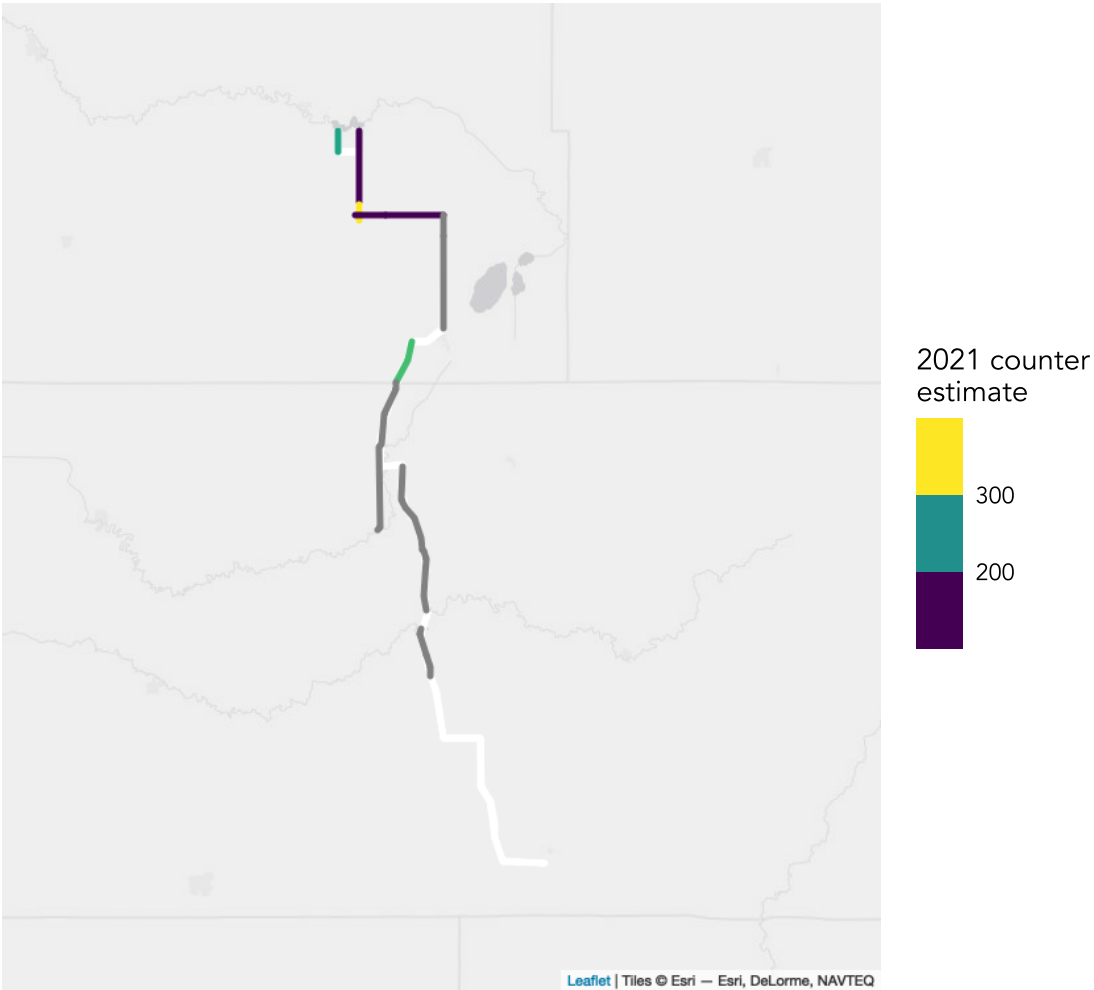 2021 counter
estimate
300
200
Leaflet | Tiles © Esri — Esri, DeLorme, NAVTEQ